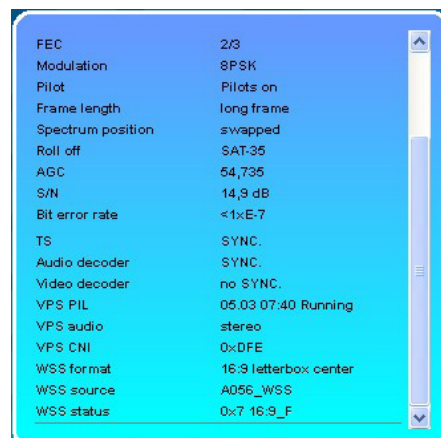 FEC 2/3
Modulation 8PSK
Pilot Pilots on
Frame length long frame
Spectrum position swapped
Roll off SAT-35
AGC 54,735
S/N 14,9 dB
Bit error rate <1xE-7
TS SYNC.
Audio decoder SYNC.
Video decoder no SYNC.
VPS PIL 05.03 07:40 Running
VPS audio stereo
VPS CNI 0xDFE
WSS format 16:9 letterbox center
WSS source A056_WSS
WSS status 0x7 16:9_F